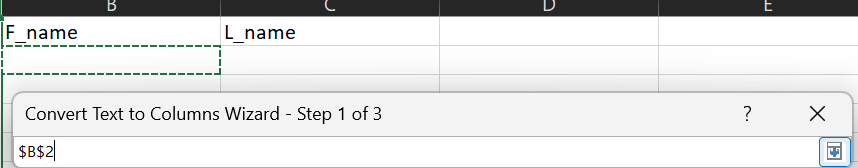 B C D E
F_name L_name
Convert Text to Columns Wizard - Step 1 of 3 ?
$B$2